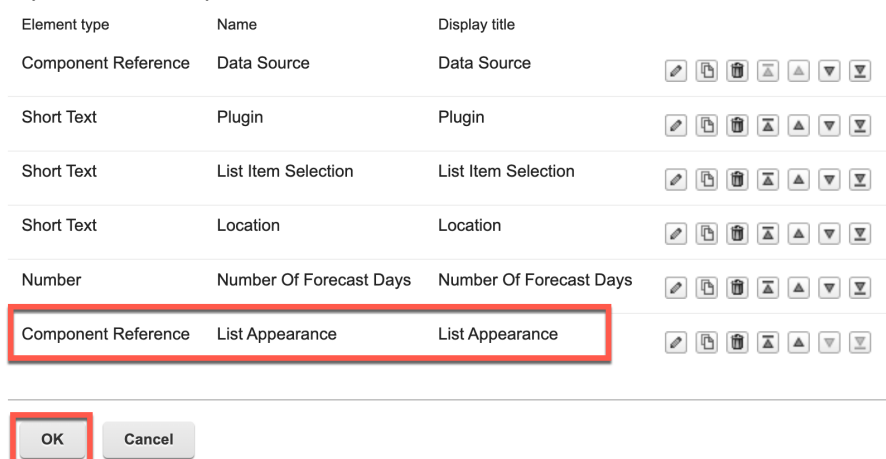 Element type Name Display title
Component Reference Data Source Data Source
Short Text Plugin Plugin
Short Text List Item Selection List Item Selection
Short Text Location Location
Number Number Of Forecast Days Number Of Forecast Days
Component Reference List Appearance List Appearance
OK Cancel